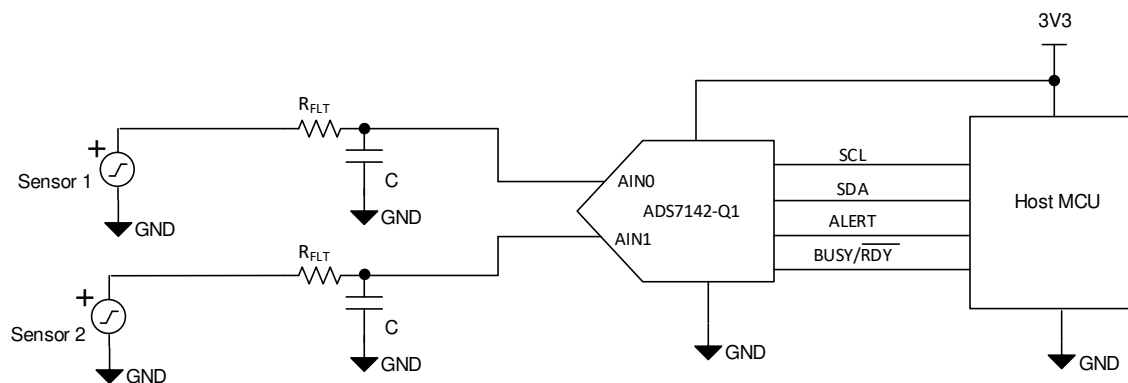 3V3
R_FLT
+
Sensor 1
C
GND
GND
R_FLT
+
Sensor 2
C
GND
GND
AIN0
AIN1
ADS7142-Q1
GND
SCL
SDA
ALERT
BUSY/R̅D̅Y̅
Host MCU
GND